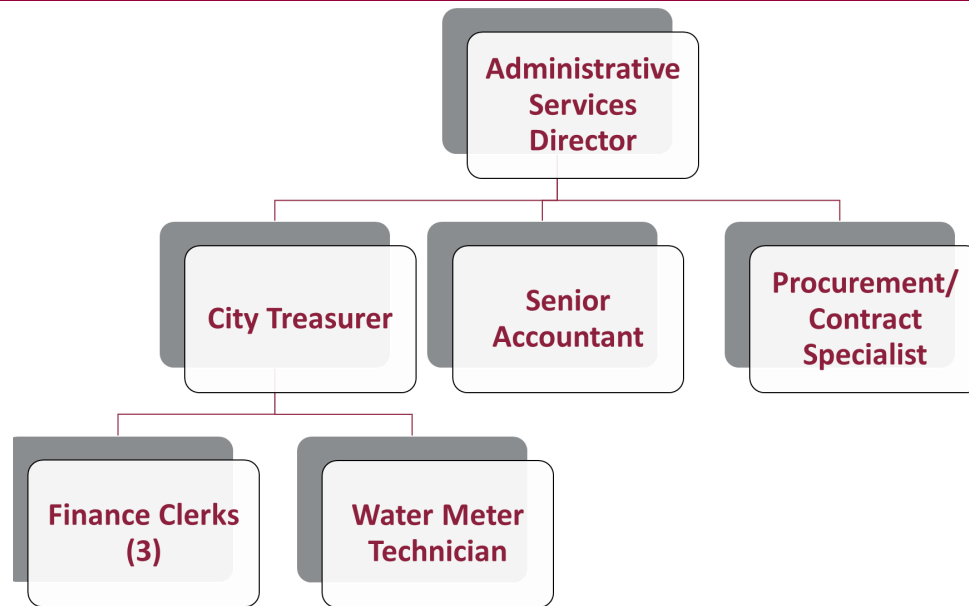 Administrative
Services
Director
City Treasurer
Senior
Accountant
Procurement/
Contract
Specialist
Finance Clerks
(3)
Water Meter
Technician